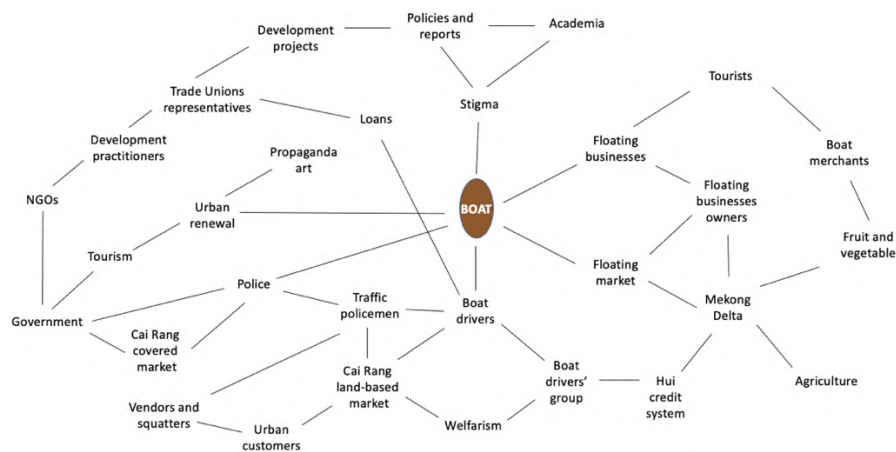 Development
projects
Policies and
reports
Academia
Trade Unions
representatives
Loans
Stigma
Tourists
Development
practitioners
Propaganda
art
Floating
businesses
Boat
merchants
NGOs
Urban
renewal
BOAT
Floating
businesses
owners
Tourism
Police
Floating
market
Fruit and
vegetable
Government
Traffic
policemen
Boat
drivers
Mekong
Delta
Cai Rang
covered
market
Cai Rang
land-based
market
Boat
drivers'
group
Hui
credit
system
Agriculture
Vendors and
squatters
Urban
customers
Welfarism